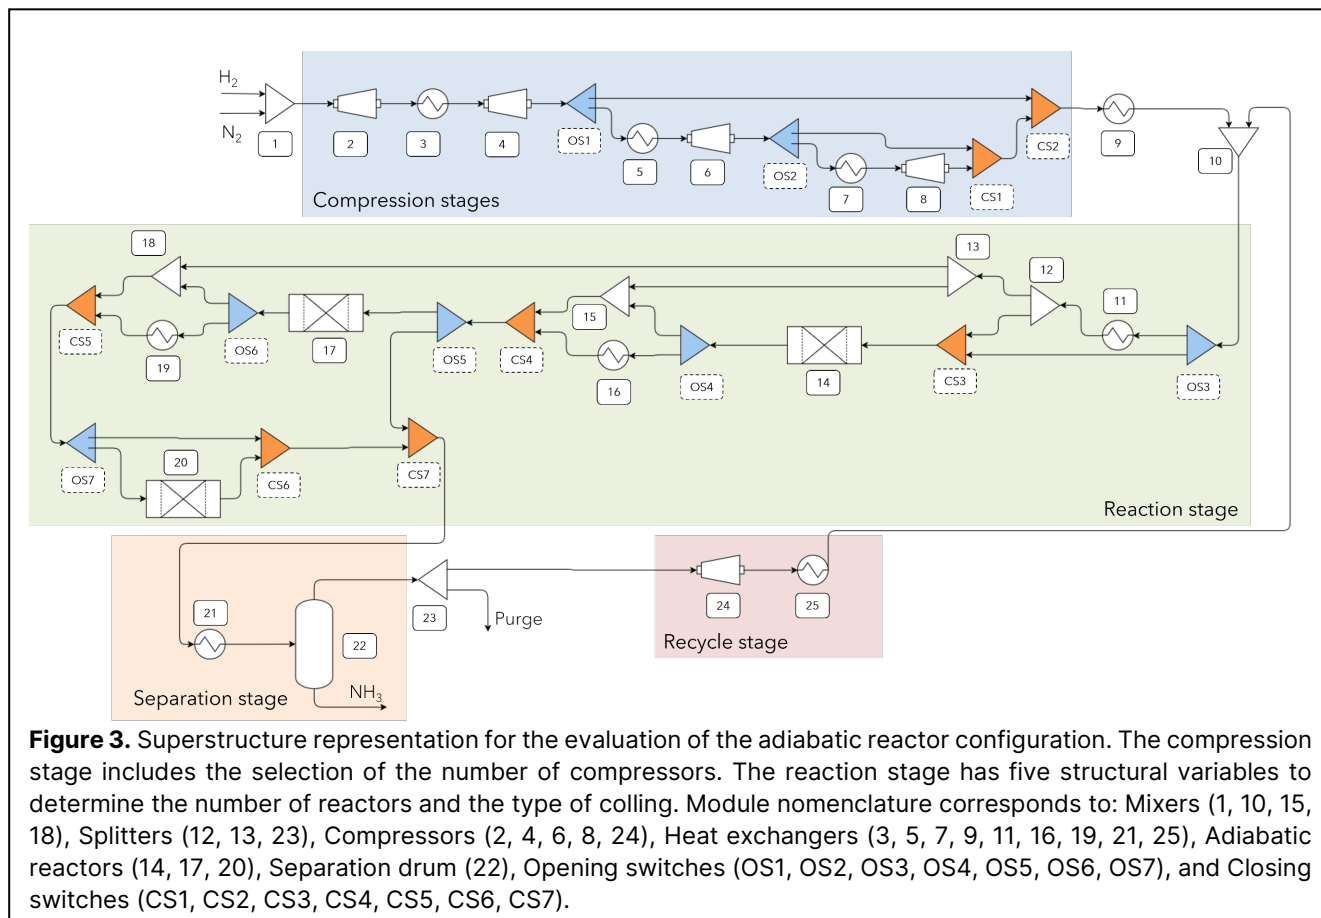 H₂
N₂
1
2
3
4
OS1
5
6
OS2
7
8
CS1
CS2
9
10
Compression stages
18
13
12
11
15
CS5
19
OS6
17
OS5
CS4
16
OS4
14
CS3
OS3
OS7
20
CS6
CS7
Reaction stage
21
22
23
Purge
24
25
Recycle stage
NH₃
Separation stage
Figure 3. Superstructure representation for the evaluation of the adiabatic reactor configuration. The compression
stage includes the selection of the number of compressors. The reaction stage has five structural variables to
determine the number of reactors and the type of colling. Module nomenclature corresponds to: Mixers (1, 10, 15,
18), Splitters (12, 13, 23), Compressors (2, 4, 6, 8, 24), Heat exchangers (3, 5, 7, 9, 11, 16, 19, 21, 25), Adiabatic
reactors (14, 17, 20), Separation drum (22), Opening switches (OS1, OS2, OS3, OS4, OS5, OS6, OS7), and Closing
switches (CS1, CS2, CS3, CS4, CS5, CS6, CS7).